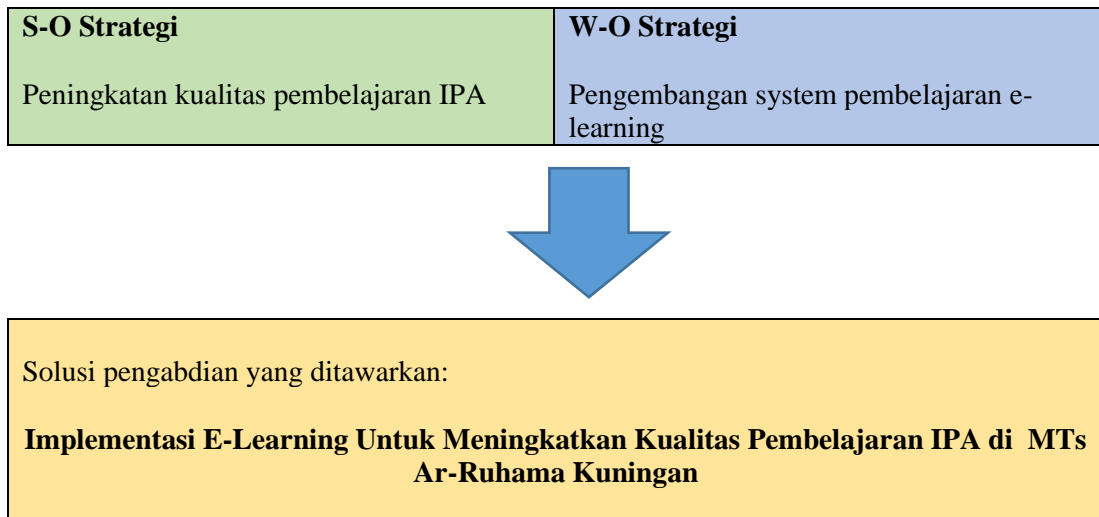 S-O Strategi
Peningkatan kualitas pembelajaran IPA
W-O Strategi
Pengembangan system pembelajaran e-
learning
Solusi pengabdian yang ditawarkan:
Implementasi E-Learning Untuk Meningkatkan Kualitas Pembelajaran IPA di MTs
Ar-Ruhama Kuningan